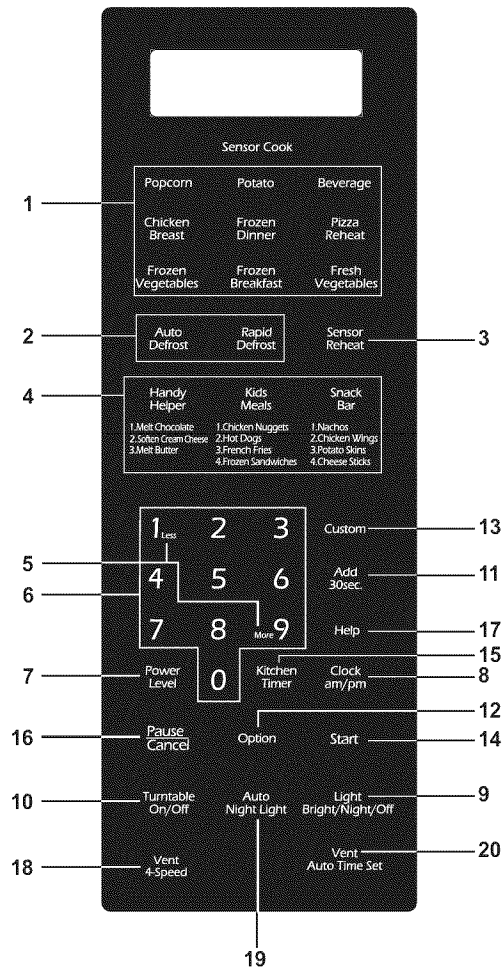 Sensor Cook
Popcorn Potato Beverage
1
Chicken Breast Frozen Dinner Pizza Reheat
Frozen Vegetables Frozen Breakfast Fresh Vegetables
2
Auto Defrost Rapid Defrost Sensor Reheat
3
4
Handy Helper Kids Meals Snack Bar
1.Melt Chocolate 1.Chicken Nuggets 1.Nachos
2.Soften Cream Cheese 2.Hot Dogs 2.Chicken Wings
3.Melt Butter 3.French Fries 3.Potato Skins
4.Frozen Sandwiches 4.Cheese Sticks
1 Less 2 3 Custom 13
5
4 5 6 Add 30sec. 11
6
7 8 More 9 Help 17
15
7 Power Level 0 Kitchen Timer Clock am/pm 8
12
16 Pause Cancel Option Start 14
10 Turntable On/Off Auto Night Light Light Bright/Night/Off 9
18 Vent 4-Speed Vent Auto Time Set 20
19